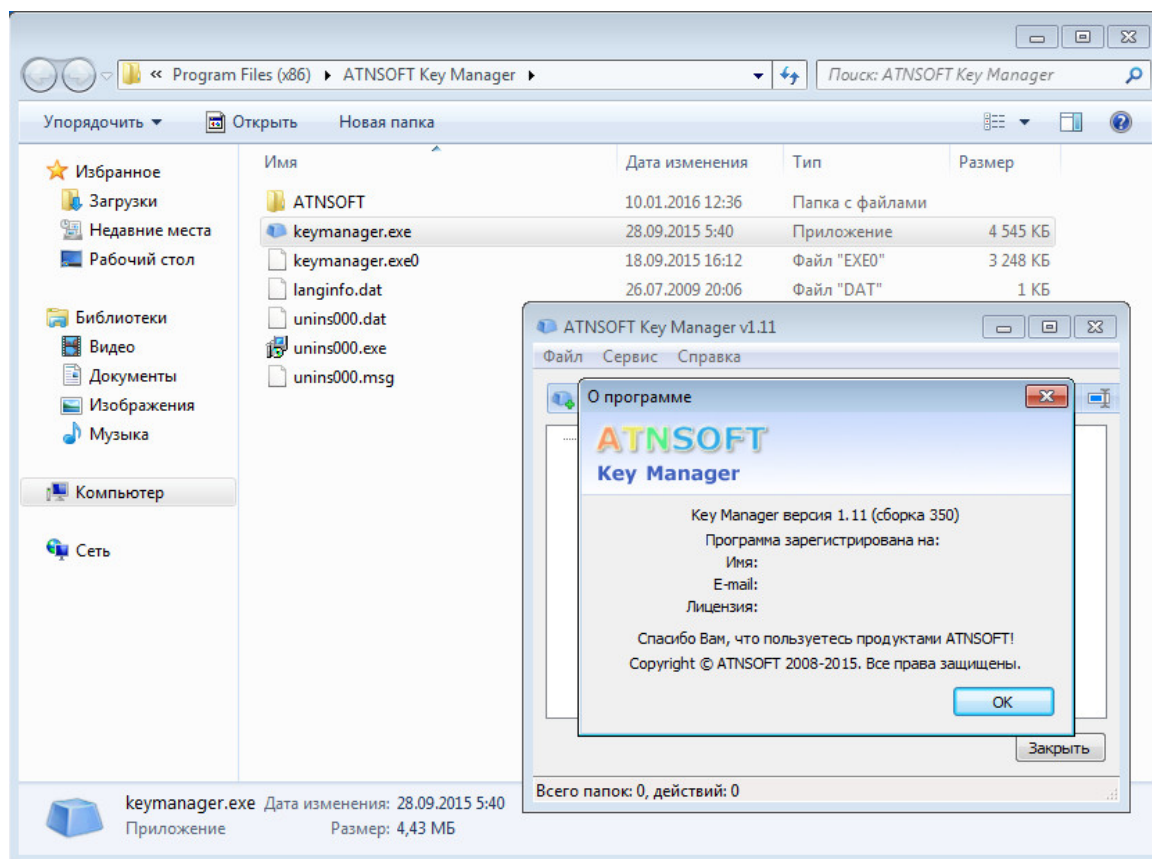 « Program Files (x86) ATNSOFT Key Manager
Поиск: ATNSOFT Key Manager
Упорядочить Открыть Новая папка
Имя Дата изменения Тип Размер
Избранное
Загрузки
Недавние места
Рабочий стол
Библиотеки
Видео
Документы
Изображения
Музыка
Компьютер
Сеть
ATNSOFT 10.01.2016 12:36 Папка с файлами
keymanager.exe 28.09.2015 5:40 Приложение 4 545 КБ
keymanager.exe0 18.09.2015 16:12 Файл "EXE0" 3 248 КБ
langinfo.dat 26.07.2009 20:06 Файл "DAT" 1 КБ
unins000.dat
unins000.exe
unins000.msg
ATNSOFT Key Manager v1.11
Файл Сервис Справка
О программе
ATNSOFT
Key Manager
Key Manager версия 1.11 (сборка 350)
Программа зарегистрирована на:
Имя:
E-mail:
Лицензия:
Спасибо Вам, что пользуетесь продуктами ATNSOFT!
Copyright © ATNSOFT 2008-2015. Все права защищены.
OK
Закрыть
Всего папок: 0, действий: 0
keymanager.exe Дата изменения: 28.09.2015 5:40
Приложение Размер: 4,43 МБ